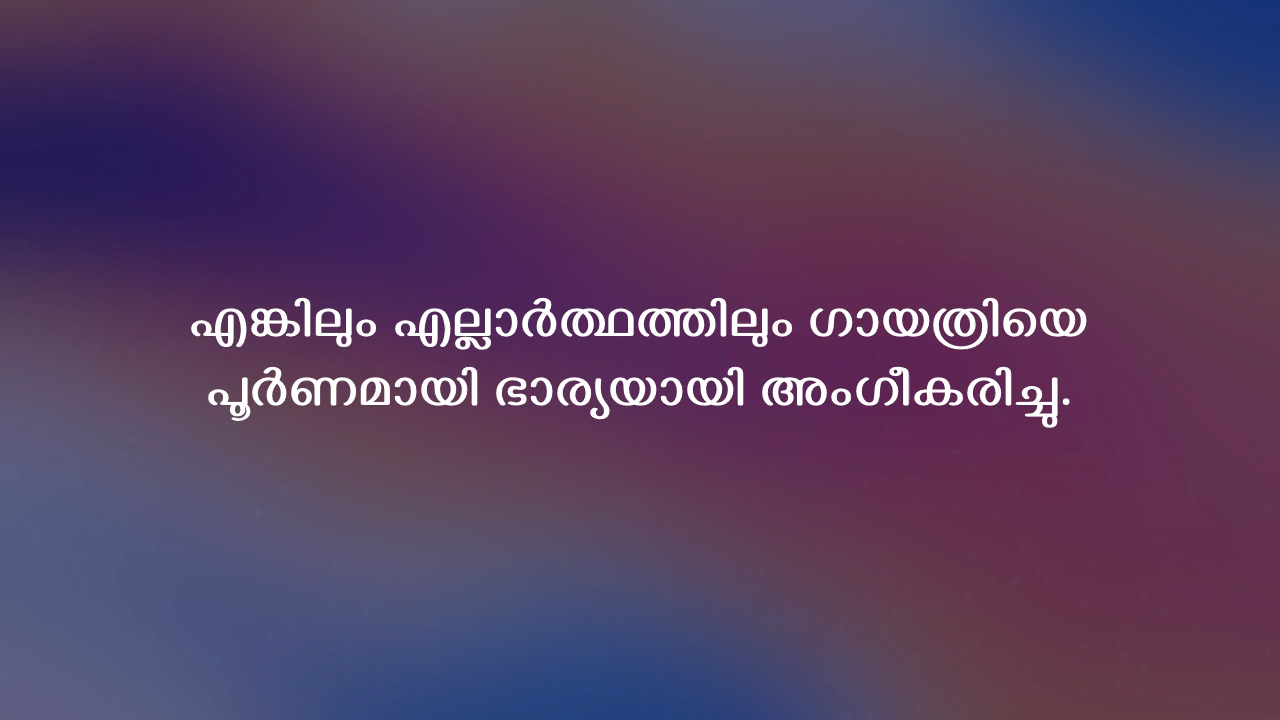 എങ്കിലും എല്ലാർത്ഥത്തിലും ഗായത്രിയെ
പൂർണമായി ഭാര്യയായി അംഗീകരിച്ചു.